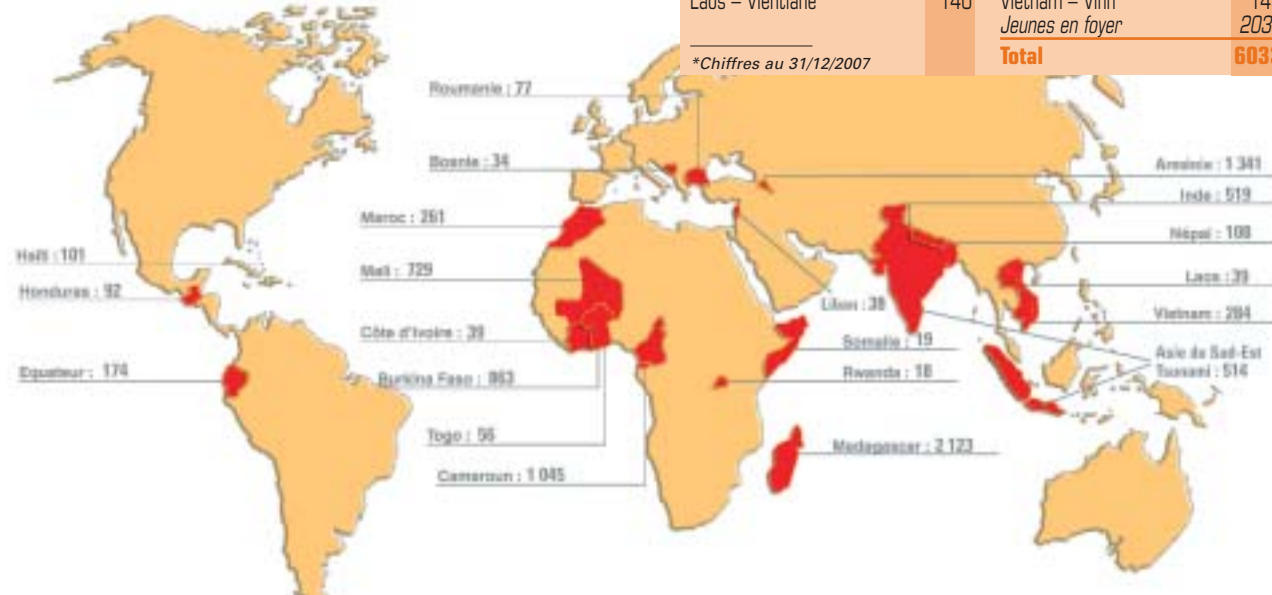 Laos – Vientiane 140
Vietnam – Vinh 14
Jeunes en foyer 203
*Chiffres au 31/12/2007
Total 6033
Roumanie : 77
Bosnie : 34
Arménie : 1 341
Inde : 519
Maroc : 261
Népal : 108
Haïti : 101
Mali : 729
Laos : 39
Honduras : 92
Liban : 38
Vietnam : 284
Côte d'Ivoire : 39
Somalie : 19
Asie du Sud-Est
Tsunami : 514
Equateur : 174
Burkina Faso : 863
Rwanda : 18
Togo : 56
Madagascar : 2 123
Cameroun : 1 045